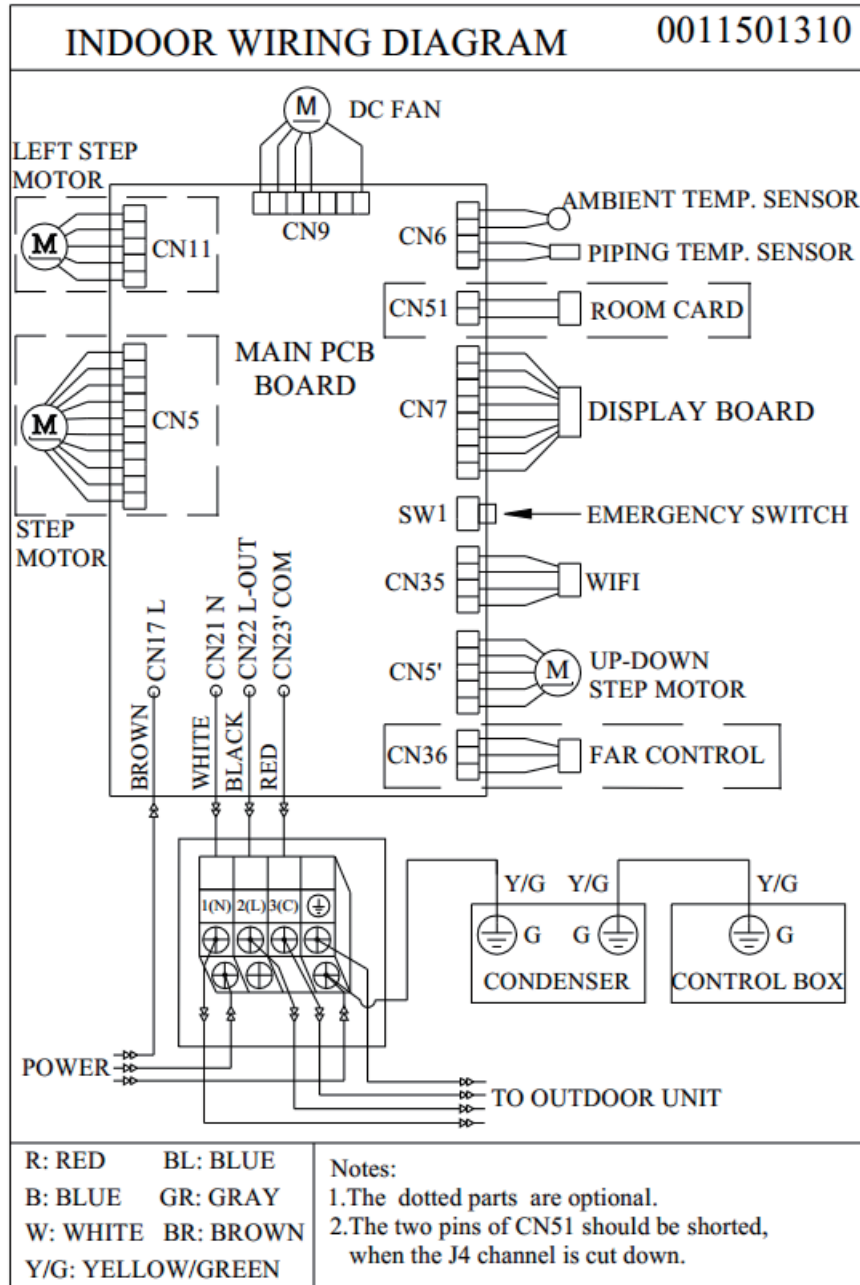 INDOOR WIRING DIAGRAM
0011501310
M
DC FAN
LEFT STEP
MOTOR
M
CN11
CN9
CN6
AMBIENT TEMP. SENSOR
PIPING TEMP. SENSOR
CN51
ROOM CARD
MAIN PCB
BOARD
M
CN5
STEP
MOTOR
CN7
DISPLAY BOARD
SW1
EMERGENCY SWITCH
CN35
WIFI
CN5'
M
UP-DOWN
STEP MOTOR
CN36
FAR CONTROL
CN17 L
CN21 N
CN22 L-OUT
CN23' COM
BROWN
WHITE
BLACK
RED
1(N) 2(L) 3(C)
Y/G Y/G Y/G
G G G
CONDENSER
CONTROL BOX
POWER
TO OUTDOOR UNIT
R: RED BL: BLUE
B: BLUE GR: GRAY
W: WHITE BR: BROWN
Y/G: YELLOW/GREEN
Notes:
1.The dotted parts are optional.
2.The two pins of CN51 should be shorted,
when the J4 channel is cut down.